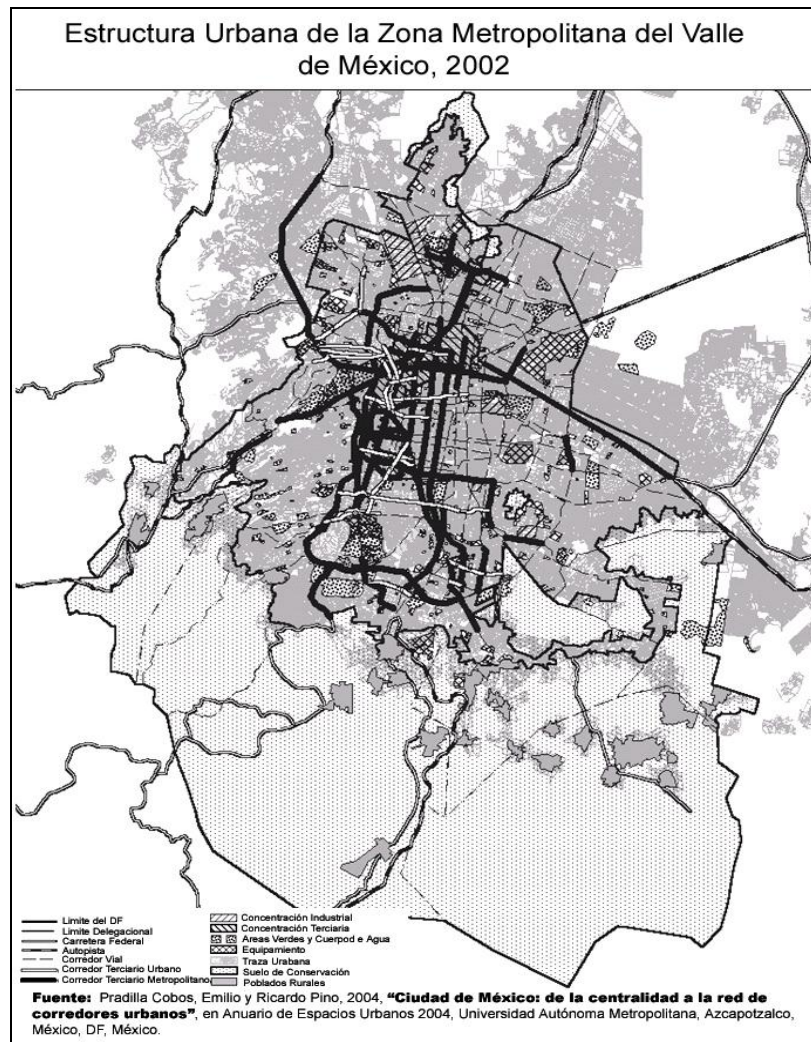 Estructura Urbana de la Zona Metropolitana del Valle
de México, 2002
Limite del DF
Limite Delegacional
Carretera Federal
Autopista
Corredor Vial
Corredor Terciario Urbano
Corredor Terciario Metropolitano
Concentración Industrial
Concentración Terciaria
Areas Verdes y Cuerpod e Agua
Equipamiento
Traza Urabana
Suelo de Conservación
Poblados Rurales
Fuente: Pradilla Cobos, Emilio y Ricardo Pino, 2004, “Ciudad de México: de la centralidad a la red de
corredores urbanos”, en Anuario de Espacios Urbanos 2004, Universidad Autónoma Metropolitana, Azcapotzalco,
México, DF, México.